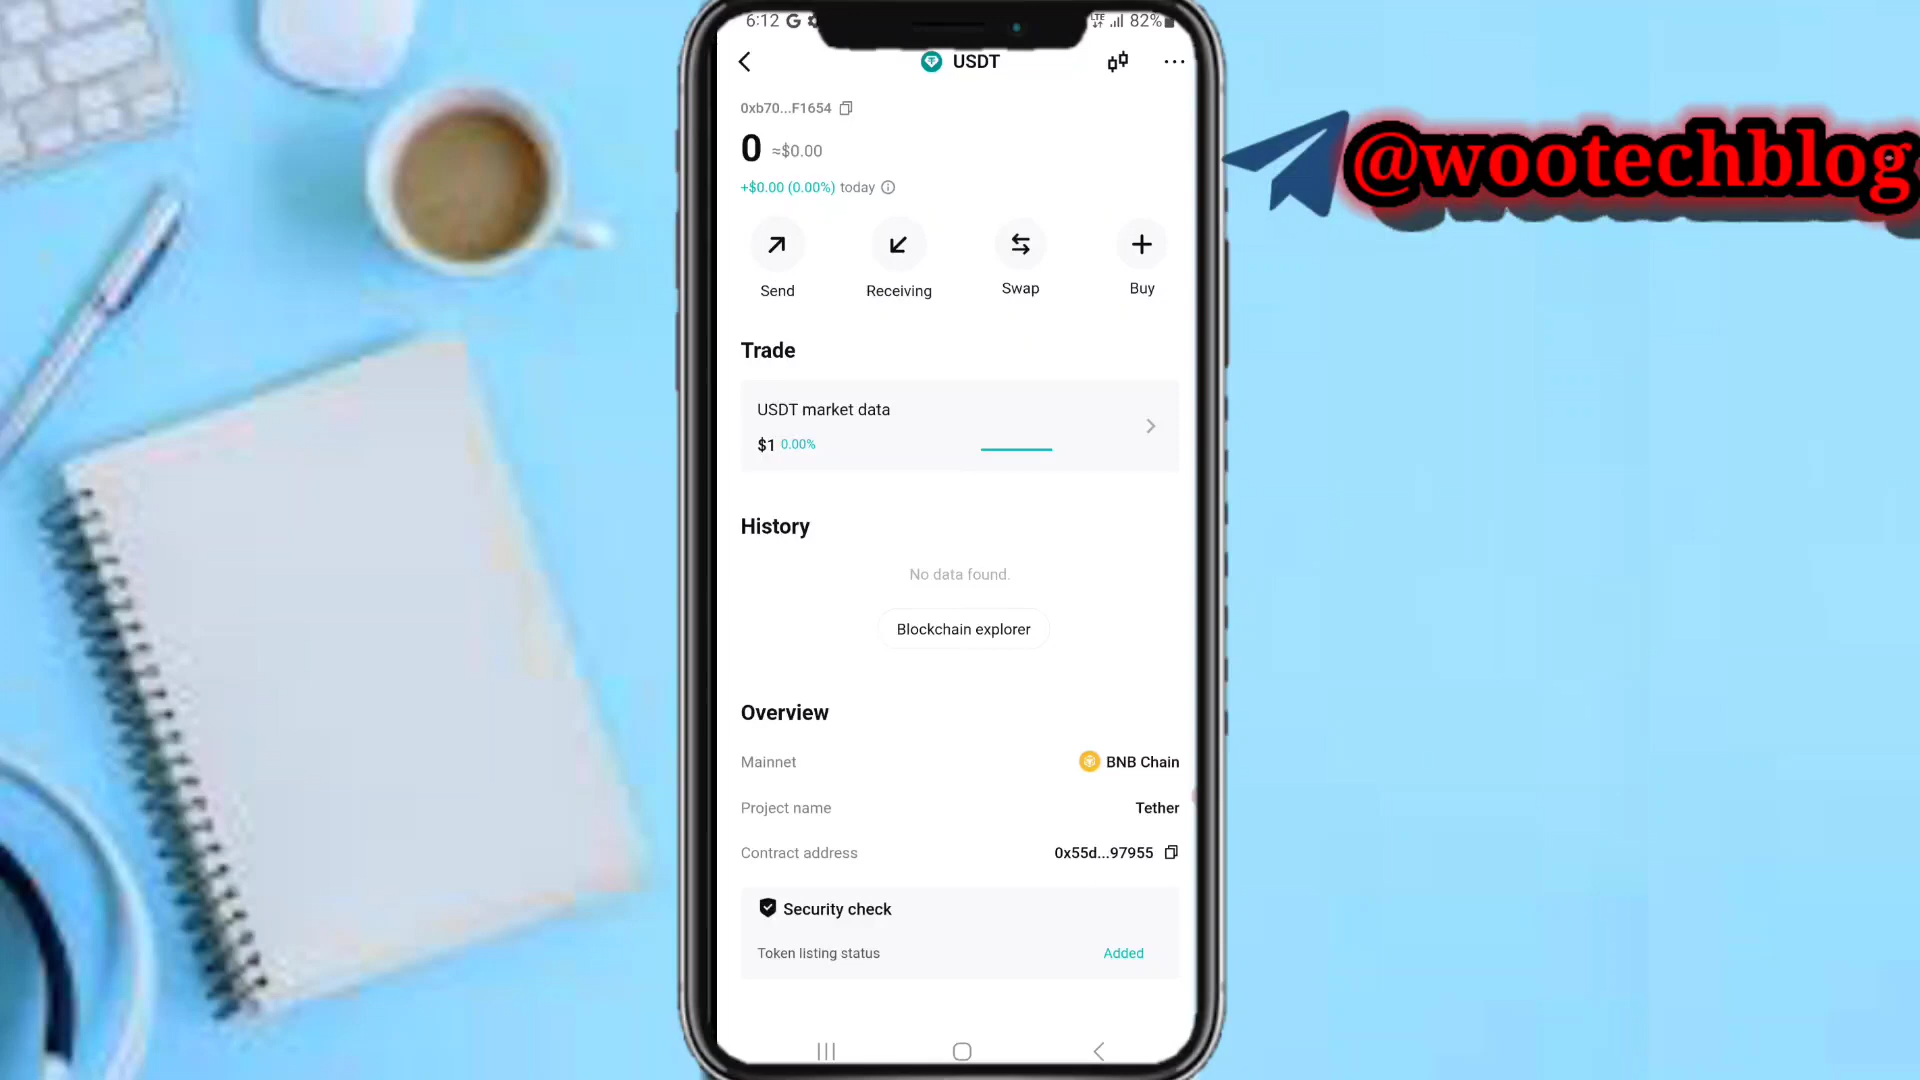 6:12 G LTE 82%
USDT
0xb70...F1654
0 ≈$0.00
+$0.00 (0.00%) today
Send
Receiving
Swap
Buy
Trade
USDT market data
$1 0.00%
History
No data found.
Blockchain explorer
Overview
Mainnet
BNB Chain
Project name
Tether
Contract address
0x55d...97955
Security check
Token listing status
Added
@wootechblog